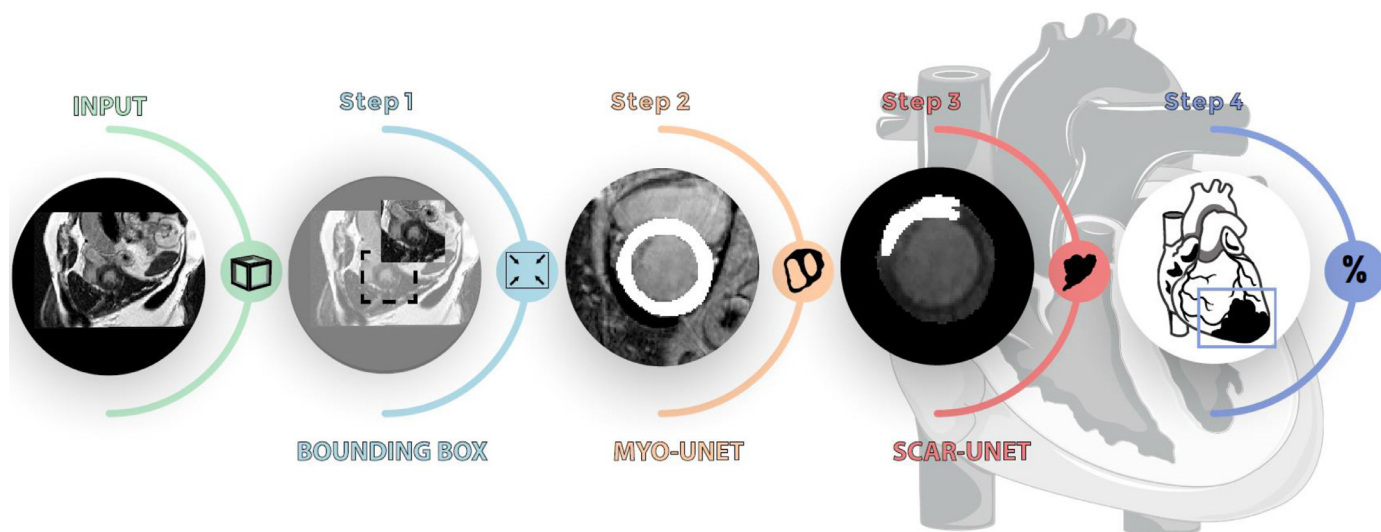 INPUT
Step 1
Step 2
Step 3
Step 4
%
BOUNDING BOX
MYO-UNET
SCAR-UNET